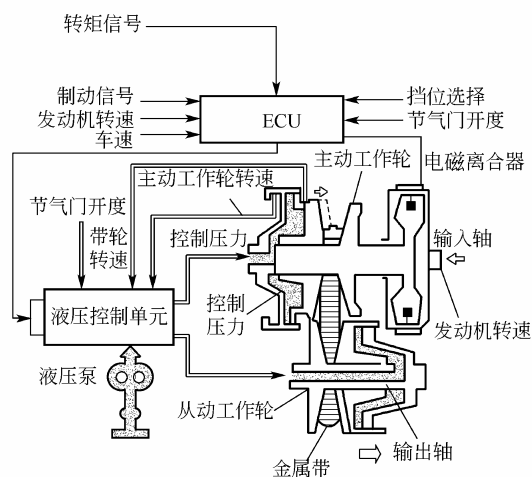 转矩信号
制动信号
发动机转速
车速
ECU
挡位选择
节气门开度
电磁离合器
主动工作轮转速
主动工作轮
节气门开度
带轮
转速
控制压力
输入轴
液压控制单元
控制
压力
发动机转速
液压泵
从动工作轮
金属带
输出轴